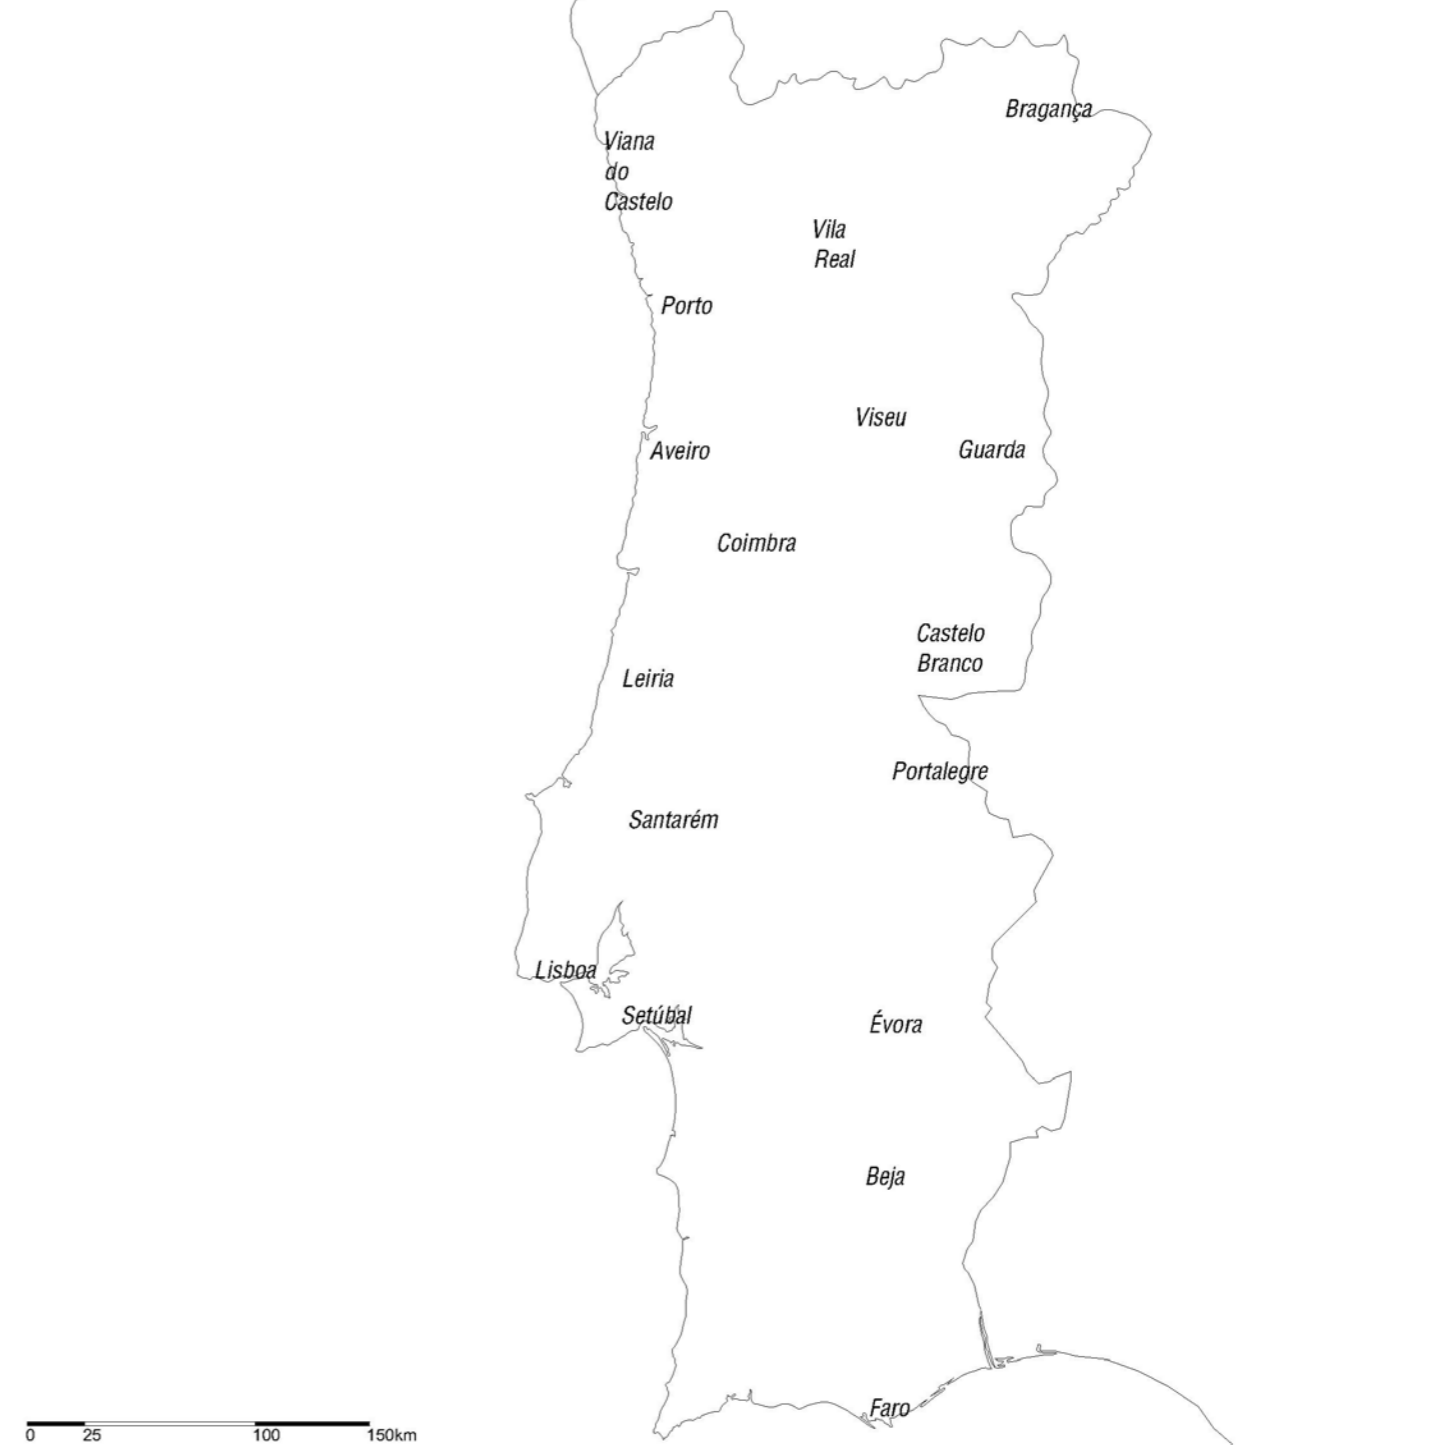 Bragança
Viana
do
Castelo
Vila
Real
Porto
Viseu
Guarda
Aveiro
Coimbra
Castelo
Branco
Leiria
Portalegre
Santarém
Lisboa
Setúbal
Évora
Beja
Faro
0 25 100 150km